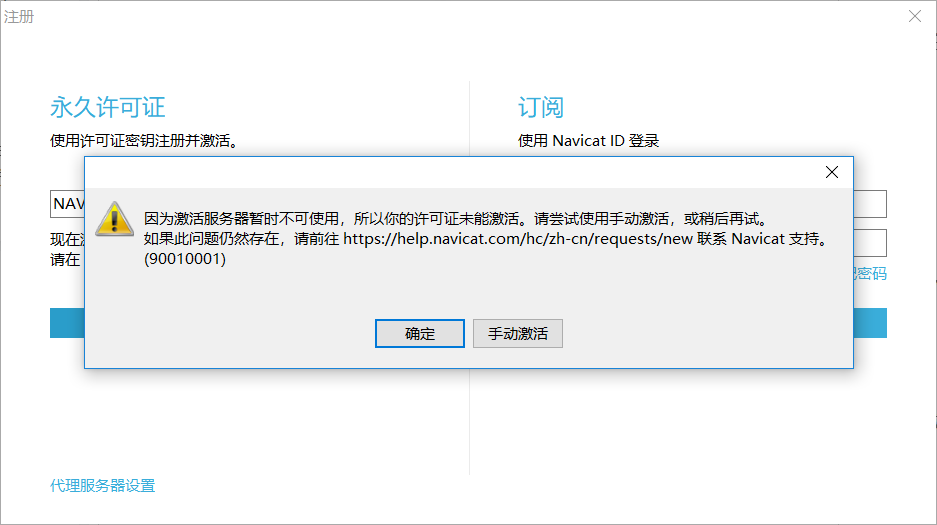 注册
永久许可证
订阅
使用许可证密钥注册并激活。
使用 Navicat ID 登录
NAV
因为激活服务器暂时不可使用，所以你的许可证未能激活。请尝试使用手动激活，或稍后再试。
如果此问题仍然存在，请前往 https://help.navicat.com/hc/zh-cn/requests/new 联系 Navicat 支持。
(90010001)
现在
请在
密码
确定
手动激活
代理服务器设置